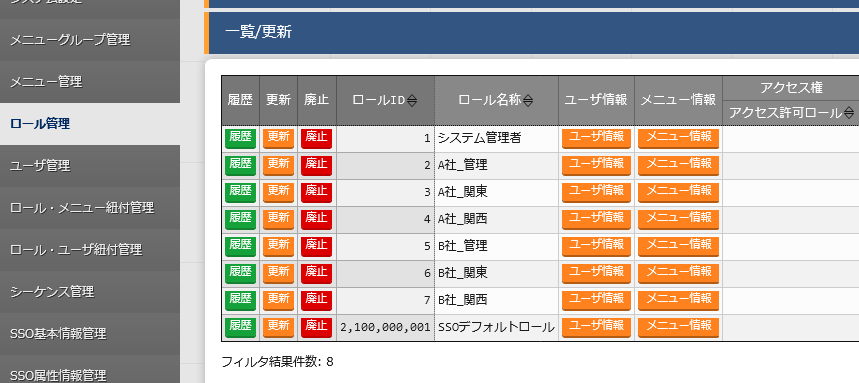 システム設定
メニューグループ管理
メニュー管理
ロール管理
ユーザ管理
ロール・メニュー紐付管理
ロール・ユーザ紐付管理
シーケンス管理
SSO基本情報管理
SSO属性情報管理
一覧/更新
履歴 更新 廃止 ロールID ロール名称 ユーザ情報 メニュー情報 アクセス権
アクセス許可ロール
履歴 更新 廃止 1 システム管理者 ユーザ情報 メニュー情報
履歴 更新 廃止 2 A社_管理 ユーザ情報 メニュー情報
履歴 更新 廃止 3 A社_関東 ユーザ情報 メニュー情報
履歴 更新 廃止 4 A社_関西 ユーザ情報 メニュー情報
履歴 更新 廃止 5 B社_管理 ユーザ情報 メニュー情報
履歴 更新 廃止 6 B社_関東 ユーザ情報 メニュー情報
履歴 更新 廃止 7 B社_関西 ユーザ情報 メニュー情報
履歴 更新 廃止 2,100,000,001 SSOデフォルトロール ユーザ情報 メニュー情報
フィルタ結果件数: 8